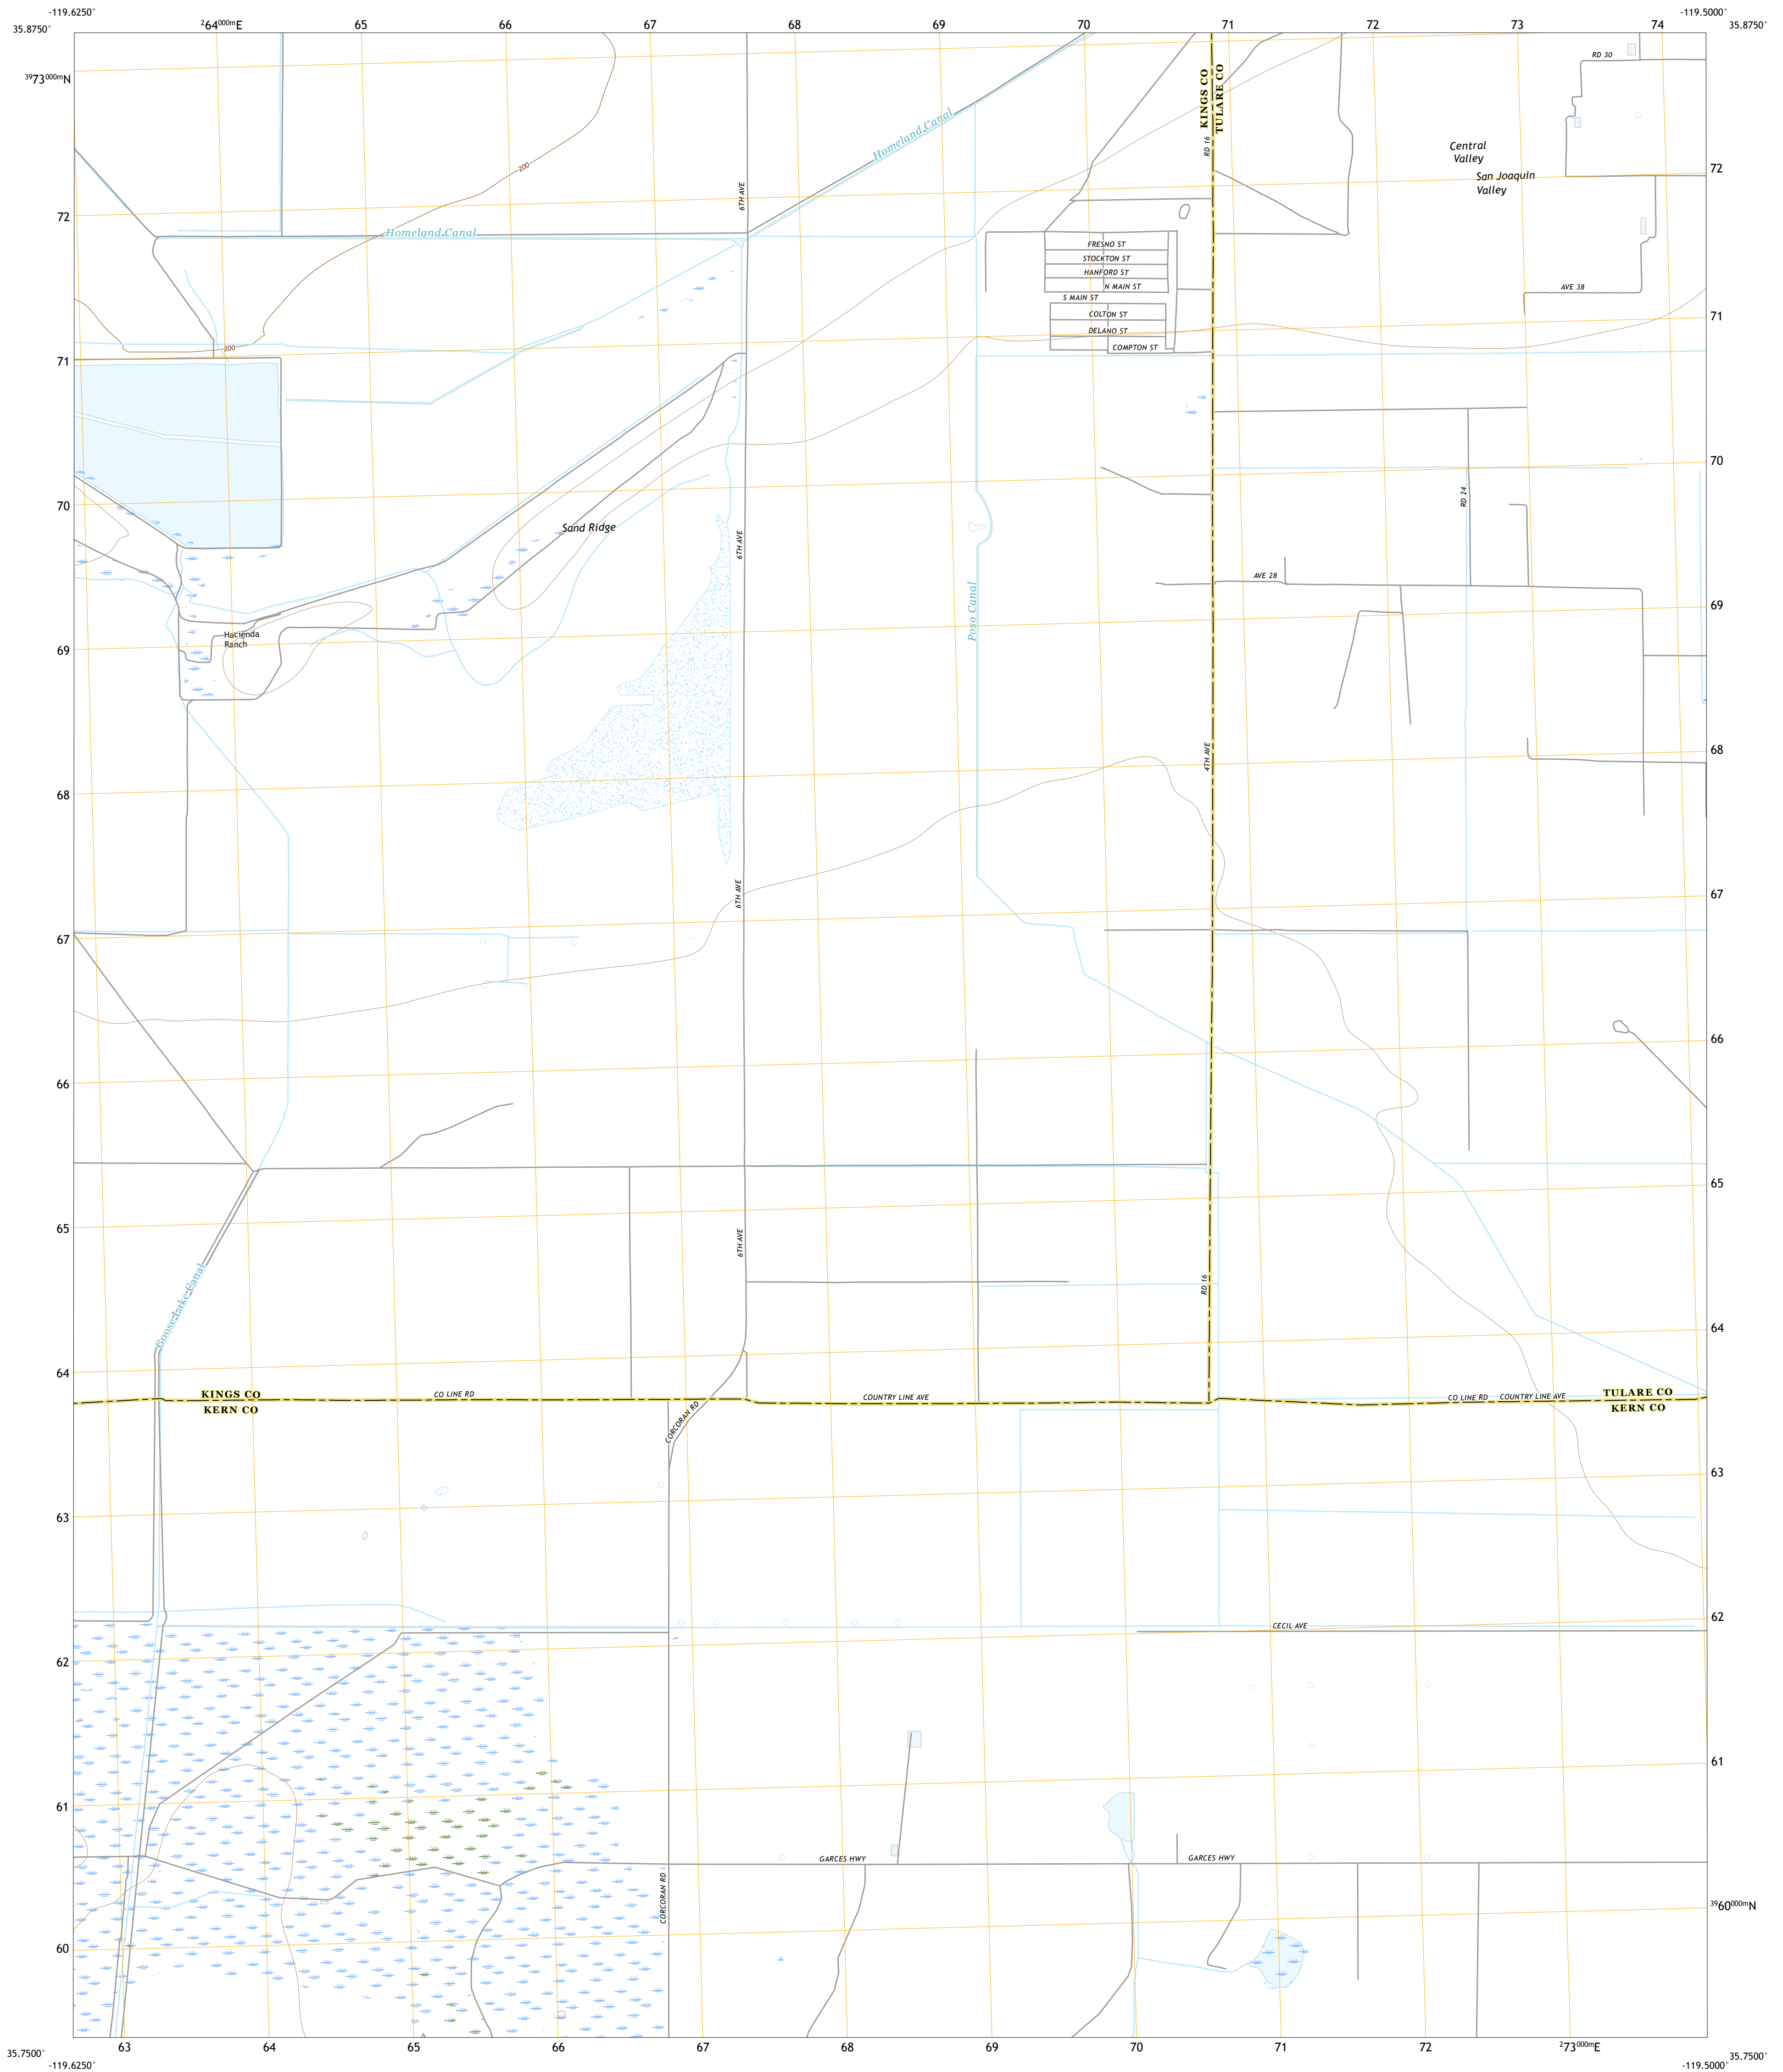 -119.6250° -119.5000°
35.8750° ²64⁰⁰⁰ᵐE 65 66 67 68 69 70 71 72 73 74 35.8750°
RD 30
³⁹73⁰⁰⁰ᵐN
KINGS CO
TULARE CO
Homeland Canal
RD 16
Central
Valley
200
72
San Joaquin
Valley
6TH AVE
72
Homeland Canal
FRESNO ST
STOCKTON ST
HANFORD ST
N MAIN ST
AVE 38
S MAIN ST
COLTON ST
71
DELANO ST
200
COMPTON ST
71
70
RD 24
70
Sand Ridge
6TH AVE
AVE 28
69
Poso Canal
Hacienda
Ranch
69
4TH AVE
68
68
6TH AVE
67
67
66
66
65
65
6TH AVE
RD 16
Goose Lake Canal
64
64
KINGS CO
CO LINE RD
COUNTRY LINE AVE
CO LINE RD
COUNTRY LINE AVE
TULARE CO
KERN CO
KERN CO
CORCORAN RD
63
63
62
CECIL AVE
62
61
61
GARCES HWY
GARCES HWY
CORCORAN RD
³⁹60⁰⁰⁰ᵐN
60
35.7500° 63 64 65 66 67 68 69 70 71 72 ²73⁰⁰⁰ᵐE 35.7500°
-119.6250° -119.5000°